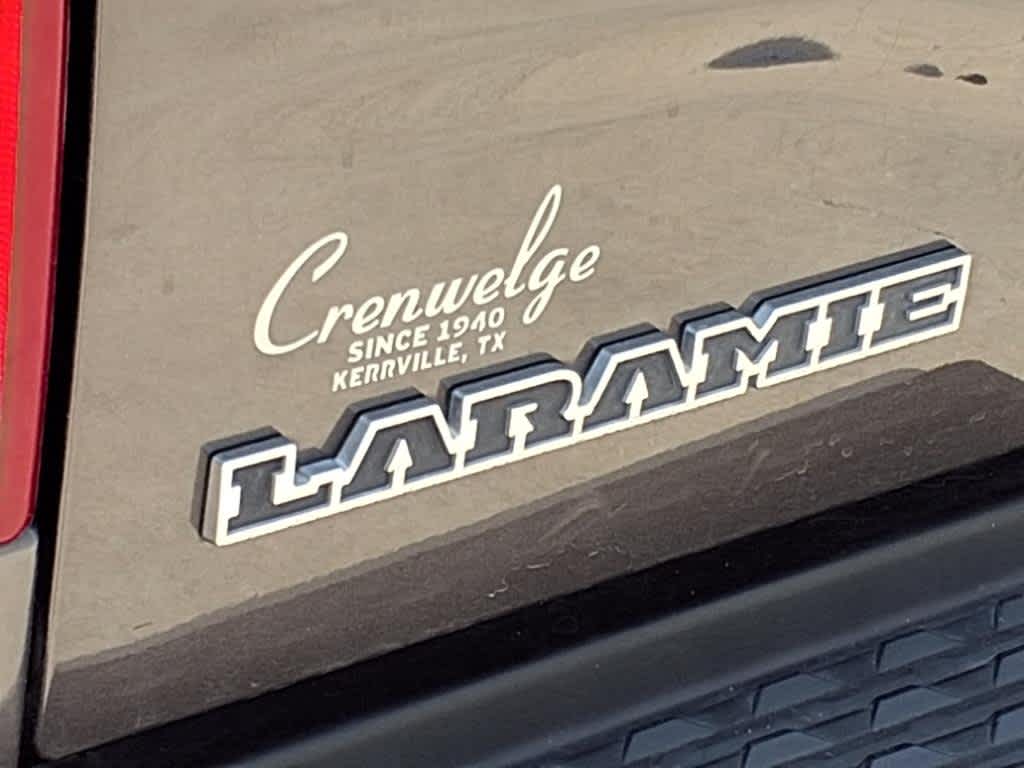 Crenwelge
SINCE 1940
KERRVILLE, TX
LARAMIE